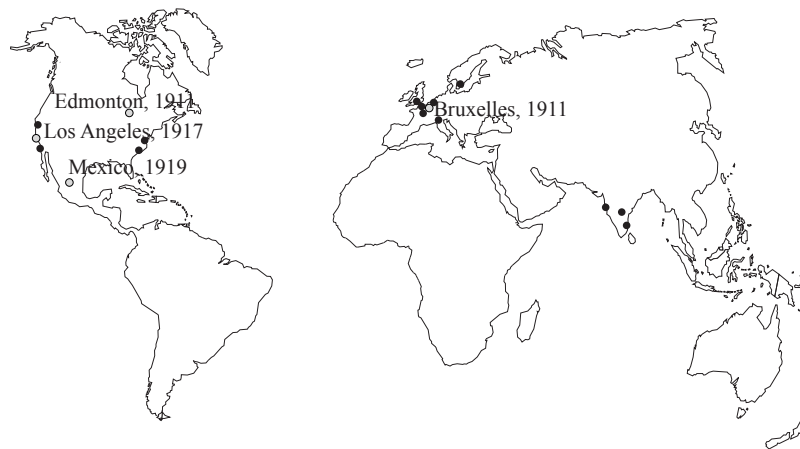 Edmonton, 1911
Bruxelles, 1911
Los Angeles, 1917
Mexico, 1919